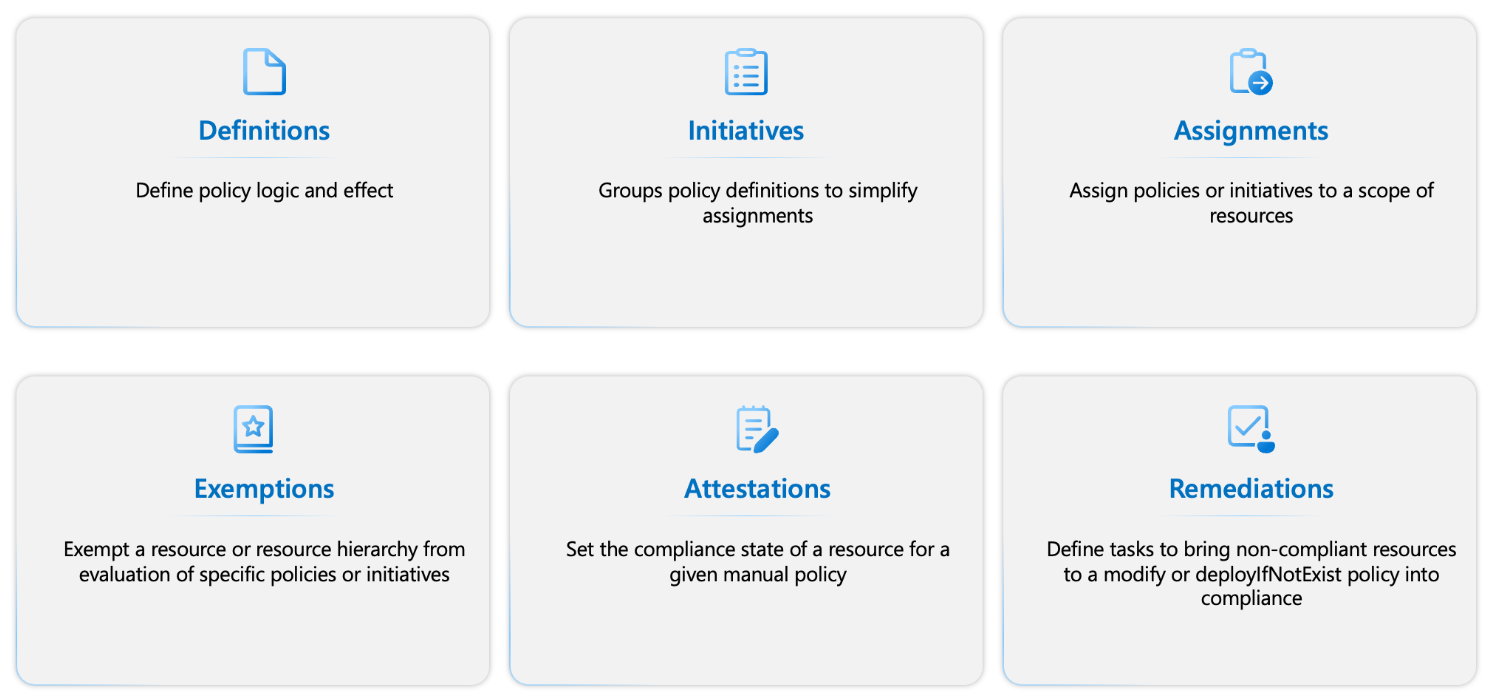 Definitions
Define policy logic and effect
Initiatives
Groups policy definitions to simplify
assignments
Assignments
Assign policies or initiatives to a scope of
resources
Exemptions
Exempt a resource or resource hierarchy from
evaluation of specific policies or initiatives
Attestations
Set the compliance state of a resource for a
given manual policy
Remediations
Define tasks to bring non-compliant resources
to a modify or deployIfNotExist policy into
compliance